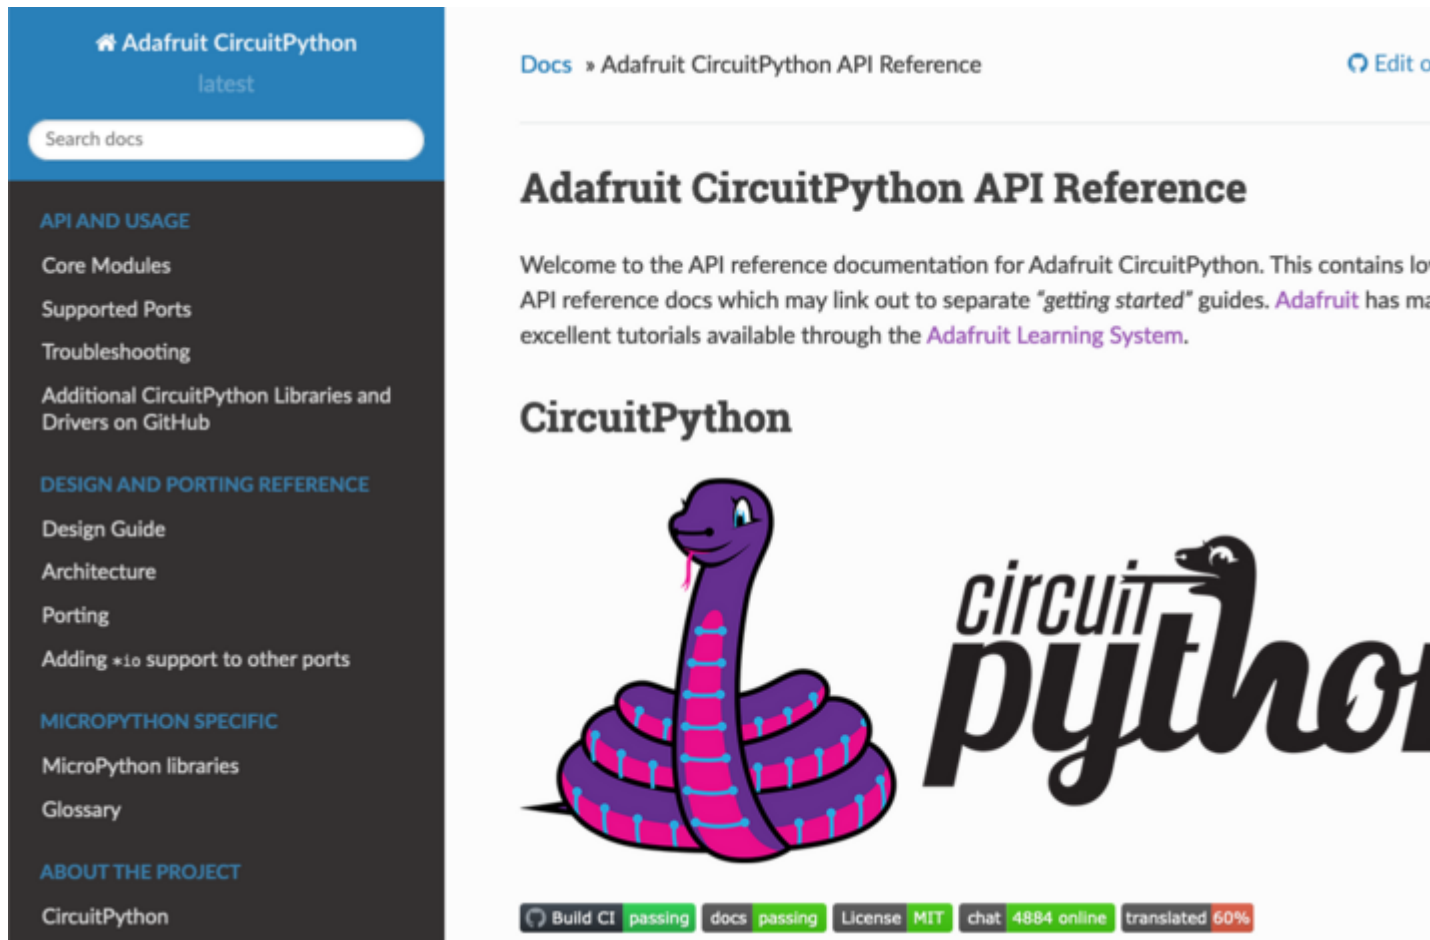 Adafruit CircuitPython
latest
Search docs
API AND USAGE
Core Modules
Supported Ports
Troubleshooting
Additional CircuitPython Libraries and
Drivers on GitHub
DESIGN AND PORTING REFERENCE
Design Guide
Architecture
Porting
Adding *io support to other ports
MICROPYTHON SPECIFIC
MicroPython libraries
Glossary
ABOUT THE PROJECT
CircuitPython
Docs » Adafruit CircuitPython API Reference
Edit
Adafruit CircuitPython API Reference
Welcome to the API reference documentation for Adafruit CircuitPython. This contains
API reference docs which may link out to separate “getting started” guides. Adafruit has
excellent tutorials available through the Adafruit Learning System.
CircuitPython
circuit
python
Build CI passing docs passing License MIT chat 4884 online translated 60%